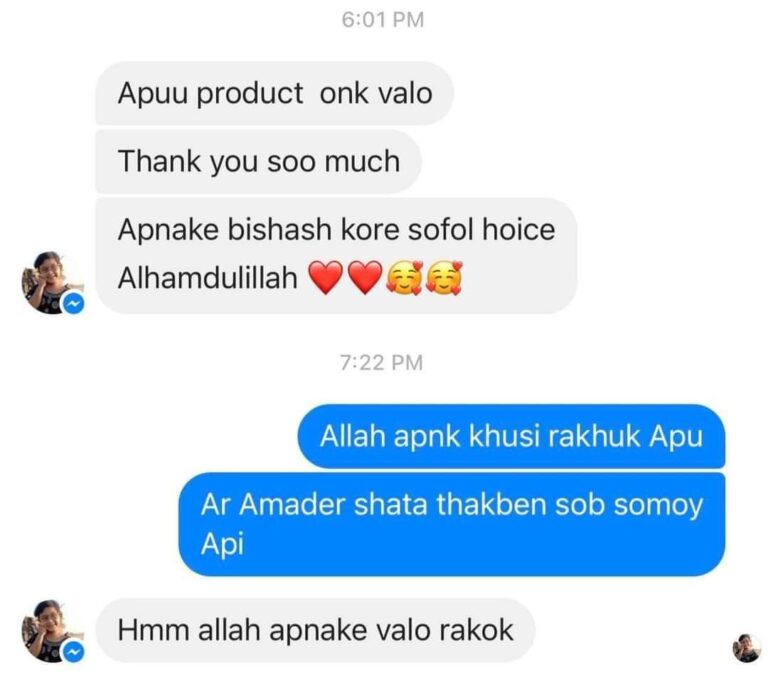 6:01 PM
Apuu product  onk valo
Thank you soo much
Apnake bishash kore sofol hoice
Alhamdulillah ❤️❤️🥰🥰
7:22 PM
Allah apnk khusi rakhuk Apu
Ar Amader shata thakben sob somoy
Api
Hmm allah apnake valo rakok